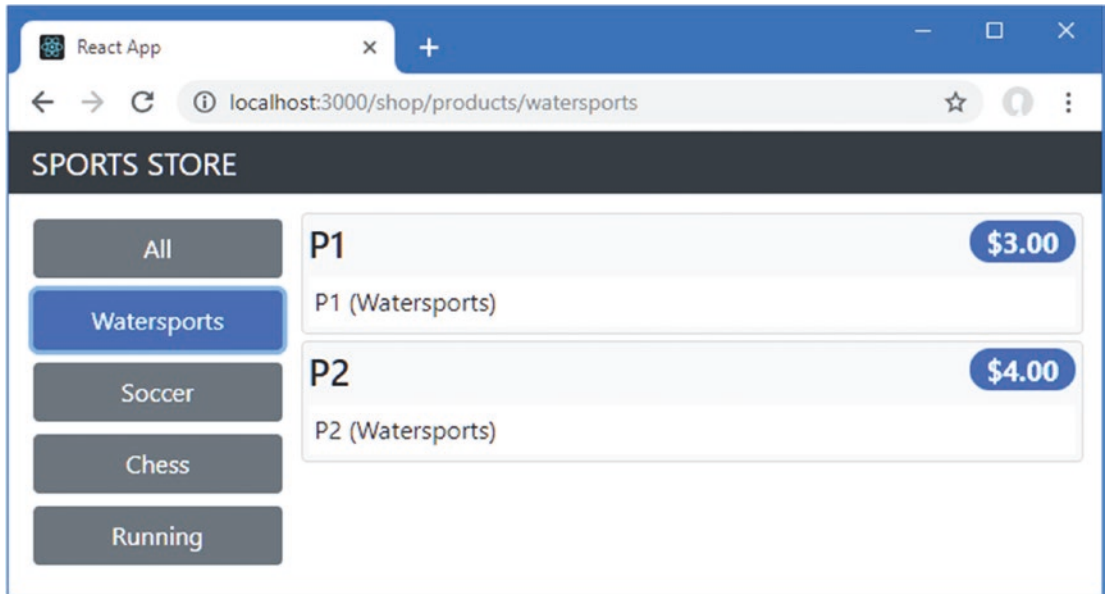 React App
localhost:3000/shop/products/watersports
SPORTS STORE
All
Watersports
Soccer
Chess
Running
P1
$3.00
P1 (Watersports)
P2
$4.00
P2 (Watersports)